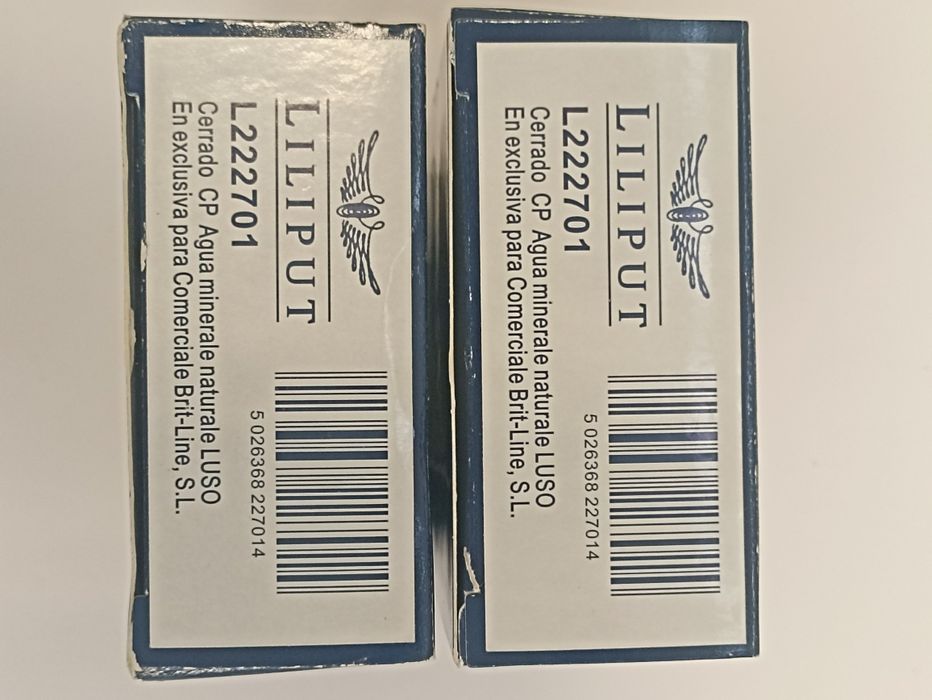 LILIPUT
L222701
Cerrado CP Agua minerale naturale LUSO
En exclusiva para Comerciale Brit-Line, S.L.
5 026368 227014
LILIPUT
L222701
Cerrado CP Agua minerale naturale LUSO
En exclusiva para Comerciale Brit-Line, S.L.
5 026368 227014